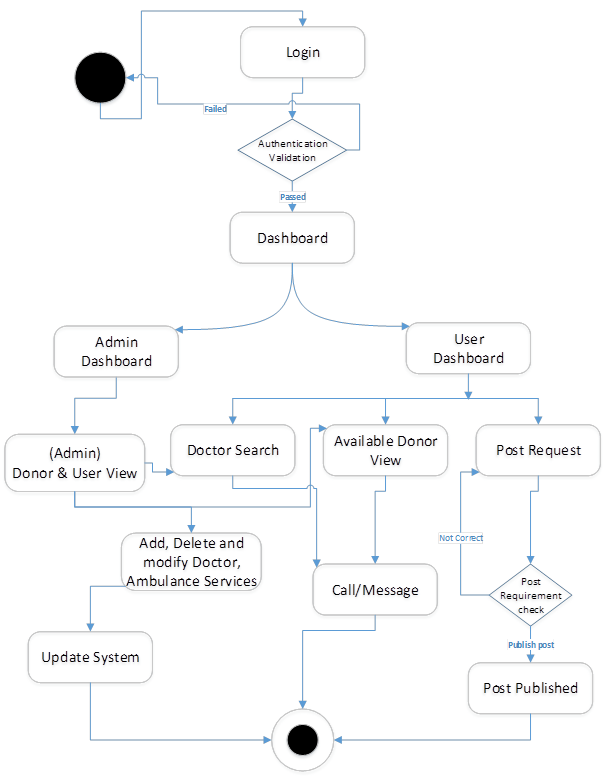 Login
Failed
Authentication
Validation
Passed
Dashboard
Admin
Dashboard
User
Dashboard
(Admin)
Donor & User View
Doctor Search
Available Donor
View
Post Request
Not Correct
Add, Delete and
modify Doctor,
Ambulance Services
Call/Message
Post
Requirement
check
Publish post
Update System
Post Published